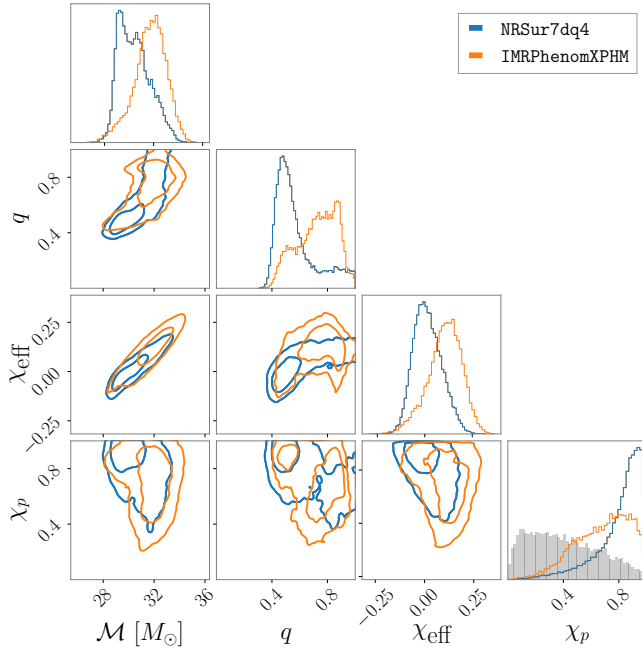 NRSur7dq4
IMRPhenomXPHM
0.8
0.4
q
0.25
0.00
−0.25
χeff
0.8
0.4
χp
28 32 36
0.4 0.8
−0.25 0.00 0.25
0.4 0.8
ℳ [M⊙] q χeff χp